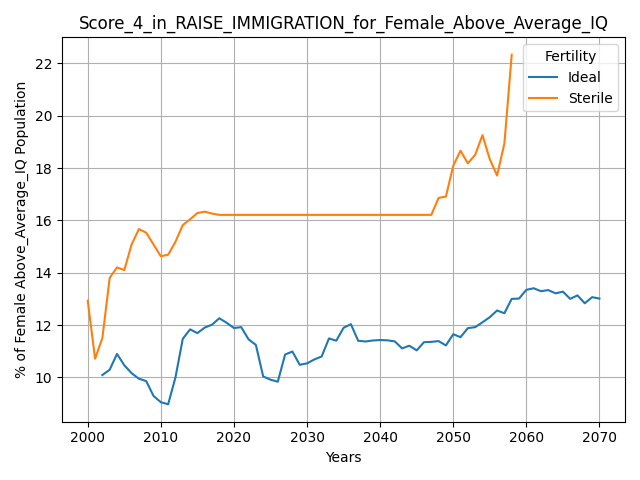 Score_4_in_RAISE_IMMIGRATION_for_Female_Above_Average_IQ
Fertility
Ideal
Sterile
% of Female Above_Average_IQ Population
22
20
18
16
14
12
10
2000 2010 2020 2030 2040 2050 2060 2070
Years